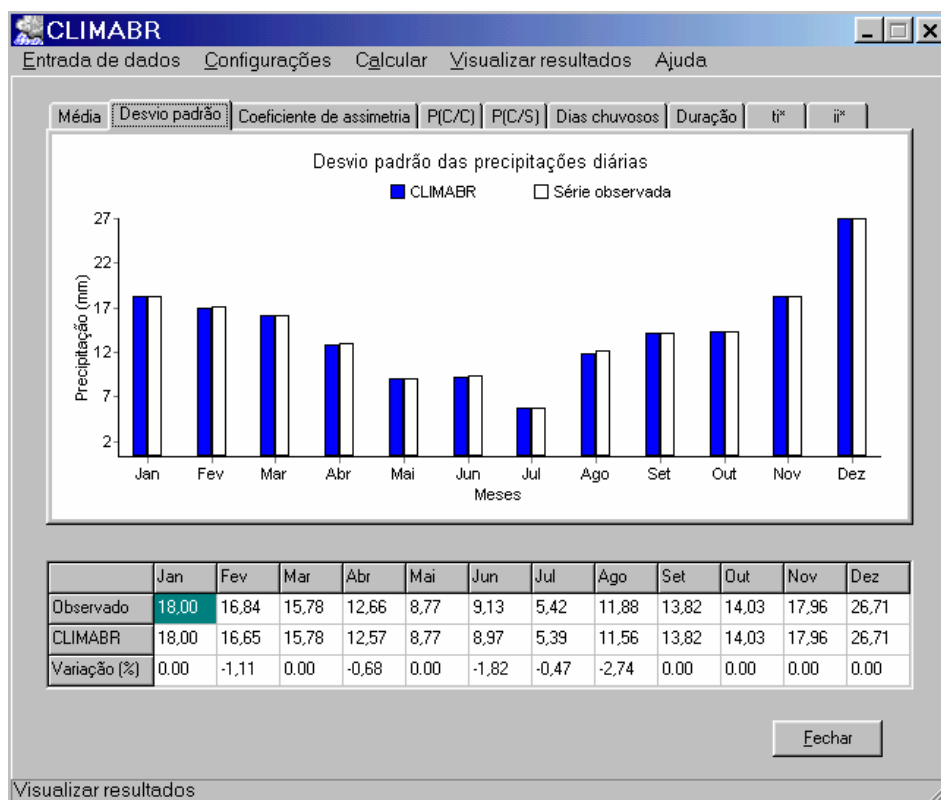 CLIMABR
Entrada de dados Configurações Calcular Visualizar resultados Ajuda
Média Desvio padrão Coeficiente de assimetria P(C/C) P(C/S) Dias chuvosos Duração ti* ii*
Desvio padrão das precipitações diárias
CLIMABR Série observada
Precipitação (mm)
27
22
17
12
7
2
Jan Fev Mar Abr Mai Jun Jul Ago Set Out Nov Dez
Meses
Jan Fev Mar Abr Mai Jun Jul Ago Set Out Nov Dez
Observado 18,00 16,84 15,78 12,66 8,77 9,13 5,42 11,88 13,82 14,03 17,96 26,71
CLIMABR 18,00 16,65 15,78 12,57 8,77 8,97 5,39 11,56 13,82 14,03 17,96 26,71
Variação (%) 0.00 -1,11 0.00 -0,68 0.00 -1,82 -0,47 -2,74 0.00 0.00 0.00 0.00
Fechar
Visualizar resultados